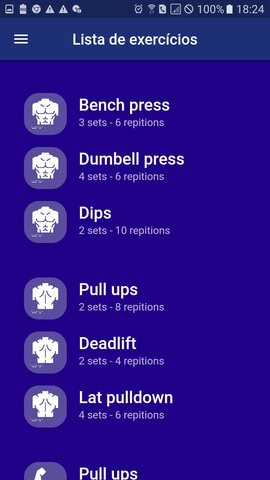 100% 18:24
Lista de exercícios
Bench press
3 sets - 6 repitions
Dumbell press
4 sets - 6 repitions
Dips
2 sets - 10 repitions
Pull ups
2 sets - 8 repitions
Deadlift
2 sets - 4 repitions
Lat pulldown
4 sets - 6 repitions
Pull ups